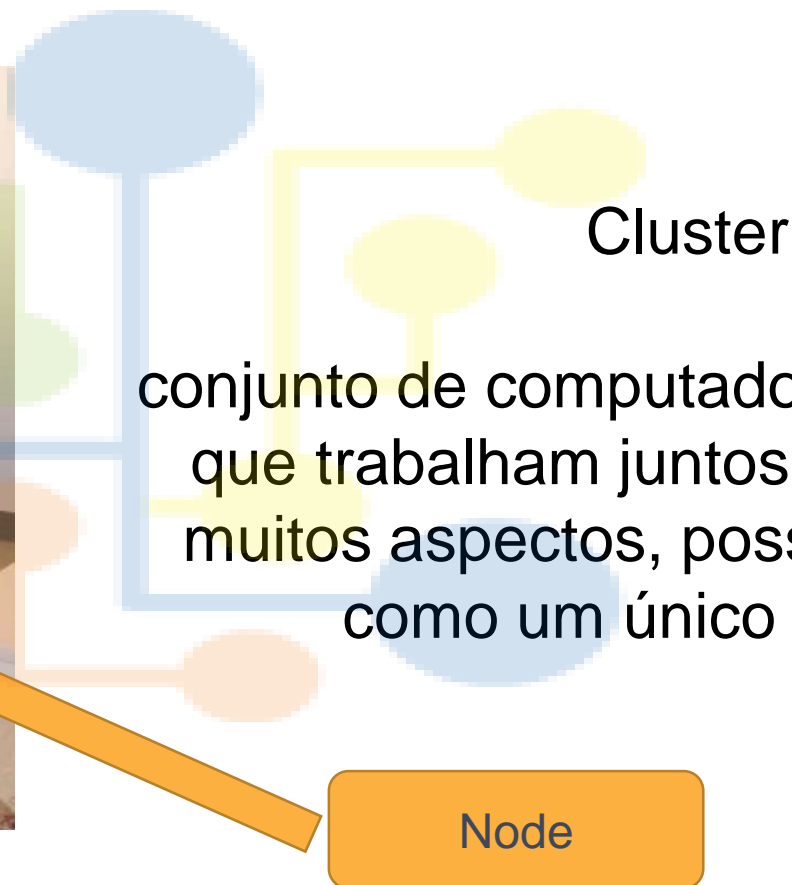 Cluster
conjunto de computado
que trabalham juntos
muitos aspectos, poss
como um único
Node